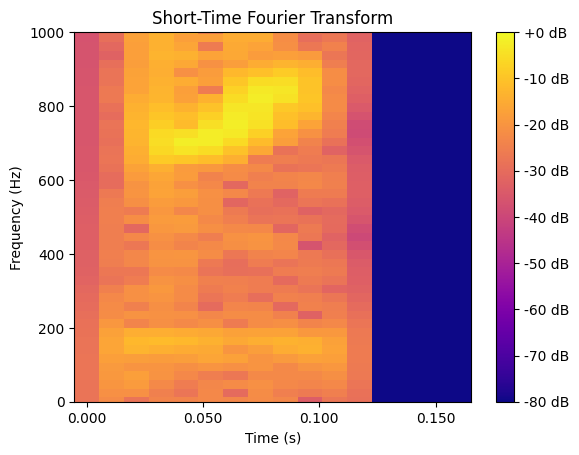 Short-Time Fourier Transform
1000
800
600
400
200
0
Frequency (Hz)
0.000
0.050
0.100
0.150
Time (s)
+0 dB
-10 dB
-20 dB
-30 dB
-40 dB
-50 dB
-60 dB
-70 dB
-80 dB